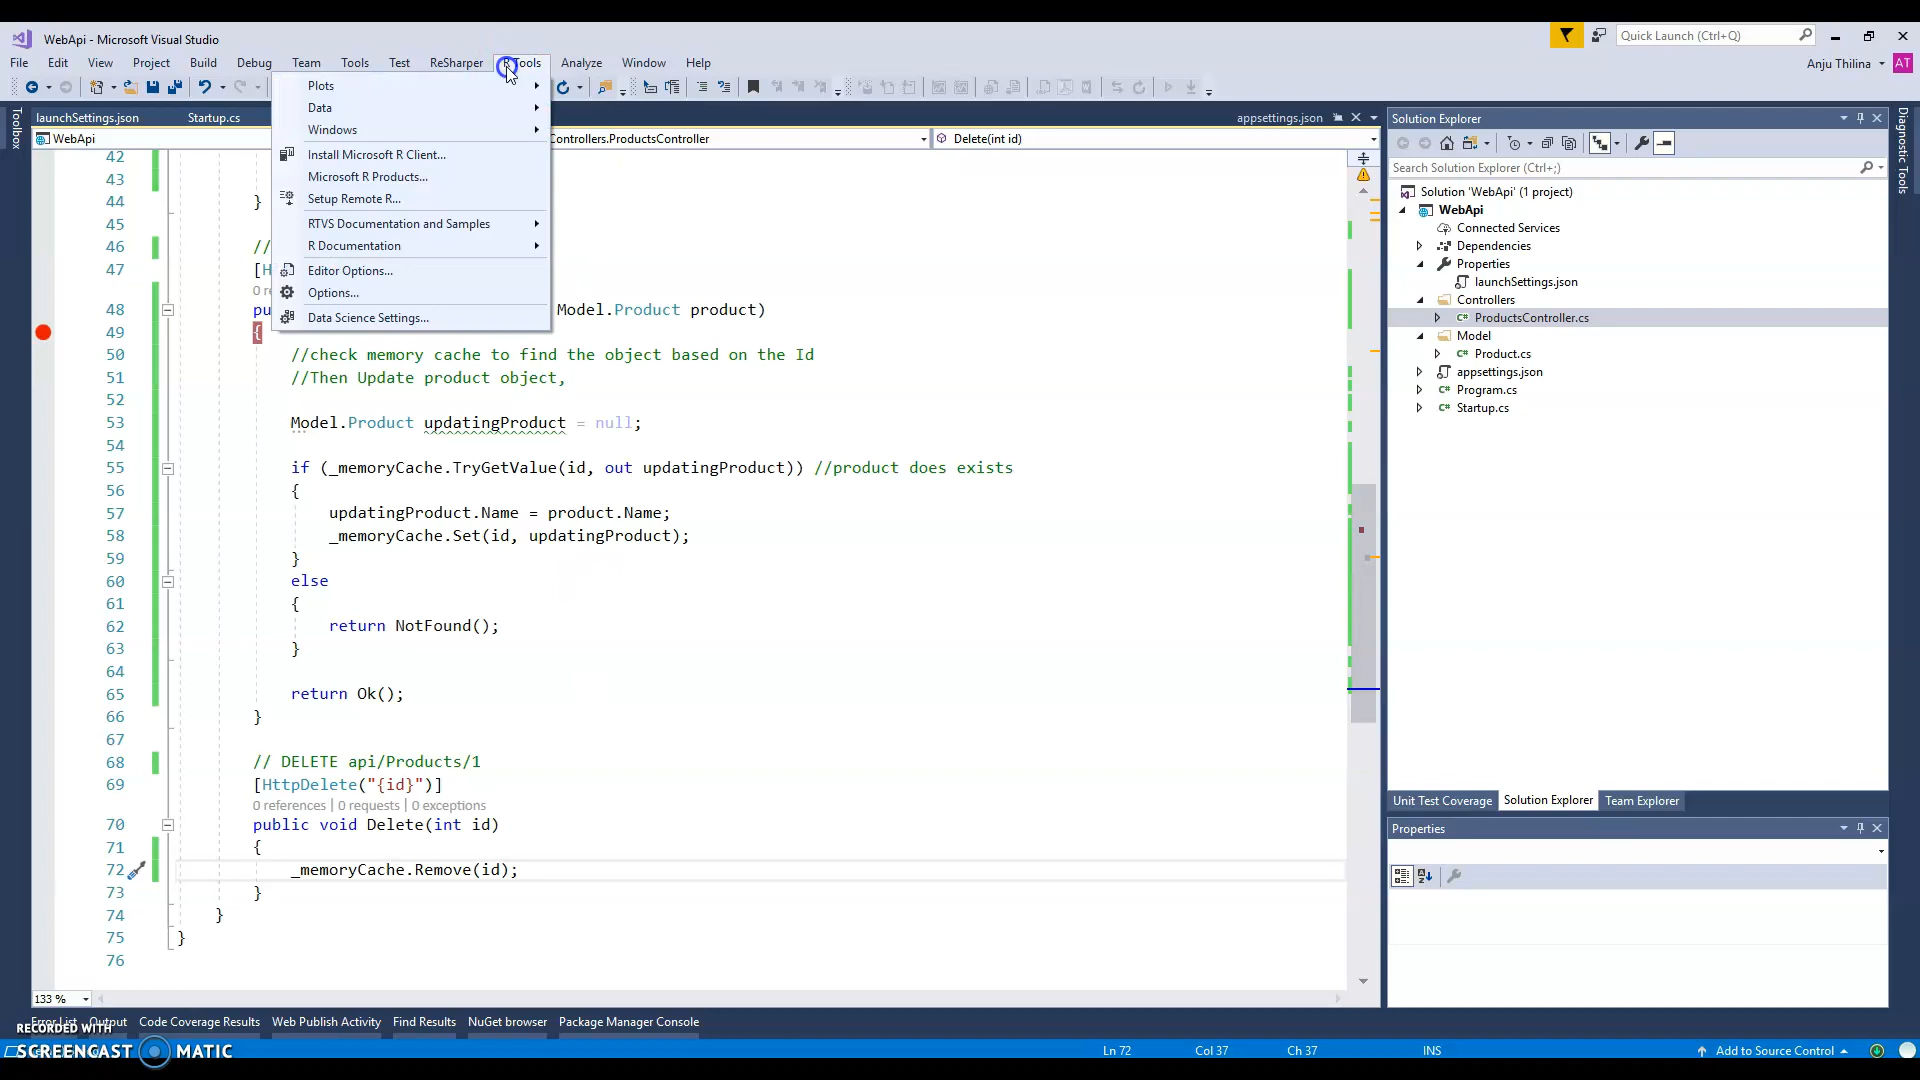 WebApi - Microsoft Visual Studio
Quick Launch (Ctrl+Q)
File Edit View Project Build Debug Team Tools Test ReSharper R Tools Analyze Window Help
Anju Thilina AT
launchSettings.json Startup.cs appsettings.json
WebApi Controllers.ProductsController Delete(int id)
Toolbox
Plots
Data
Windows
Install Microsoft R Client...
Microsoft R Products...
Setup Remote R...
RTVS Documentation and Samples
R Documentation
Editor Options...
Options...
Data Science Settings...
42
43
44 }
45
46 //
47 [H
0 re
48 pu Model.Product product)
49 {
50 //check memory cache to find the object based on the Id
51 //Then Update product object,
52
53 Model.Product updatingProduct = null;
54
55 if (_memoryCache.TryGetValue(id, out updatingProduct)) //product does exists
56 {
57 updatingProduct.Name = product.Name;
58 _memoryCache.Set(id, updatingProduct);
59 }
60 else
61 {
62 return NotFound();
63 }
64
65 return Ok();
66 }
67
68 // DELETE api/Products/1
69 [HttpDelete("{id}")]
0 references | 0 requests | 0 exceptions
70 public void Delete(int id)
71 {
72 _memoryCache.Remove(id);
73 }
74 }
75 }
76
133 %
Solution Explorer
Search Solution Explorer (Ctrl+;)
Solution 'WebApi' (1 project)
WebApi
Connected Services
Dependencies
Properties
launchSettings.json
Controllers
C# ProductsController.cs
Model
C# Product.cs
appsettings.json
C# Program.cs
C# Startup.cs
Unit Test Coverage Solution Explorer Team Explorer
Properties
Diagnostic Tools
Error List Output Code Coverage Results Web Publish Activity Find Results NuGet browser Package Manager Console
RECORDED WITH
SCREENCAST MATIC
Ln 72 Col 37 Ch 37 INS Add to Source Control